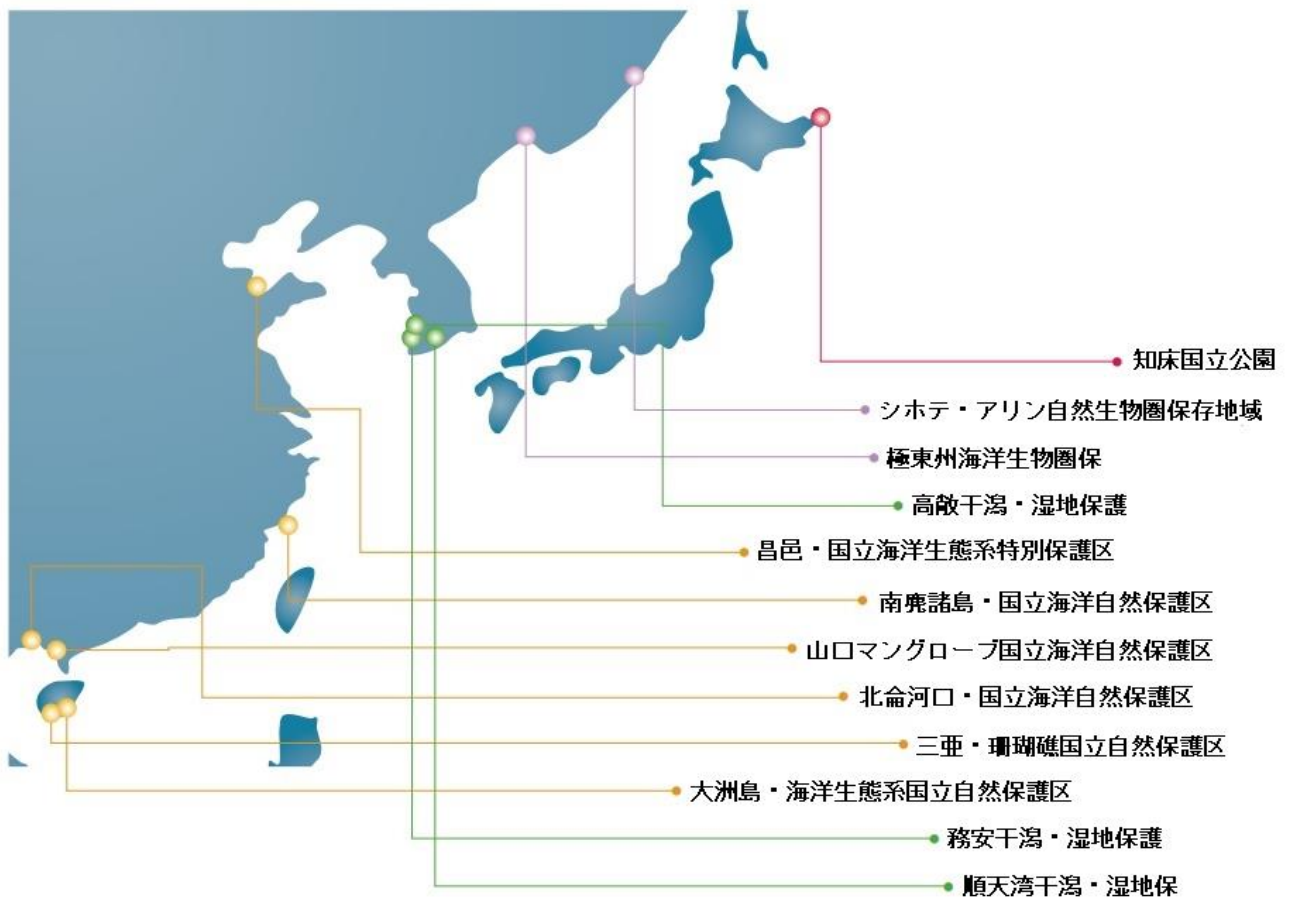 知床国立公園
シホテ・アリン自然生物圏保存地域
極東州海洋生物圏保
高敞干潟・湿地保護
昌邑・国立海洋生態系特別保護区
南鹿諸島・国立海洋自然保護区
山口マングローブ国立海洋自然保護区
北侖河口・国立海洋自然保護区
三亜・珊瑚礁国立自然保護区
大洲島・海洋生態系国立自然保護区
務安干潟・湿地保護
順天湾干潟・湿地保